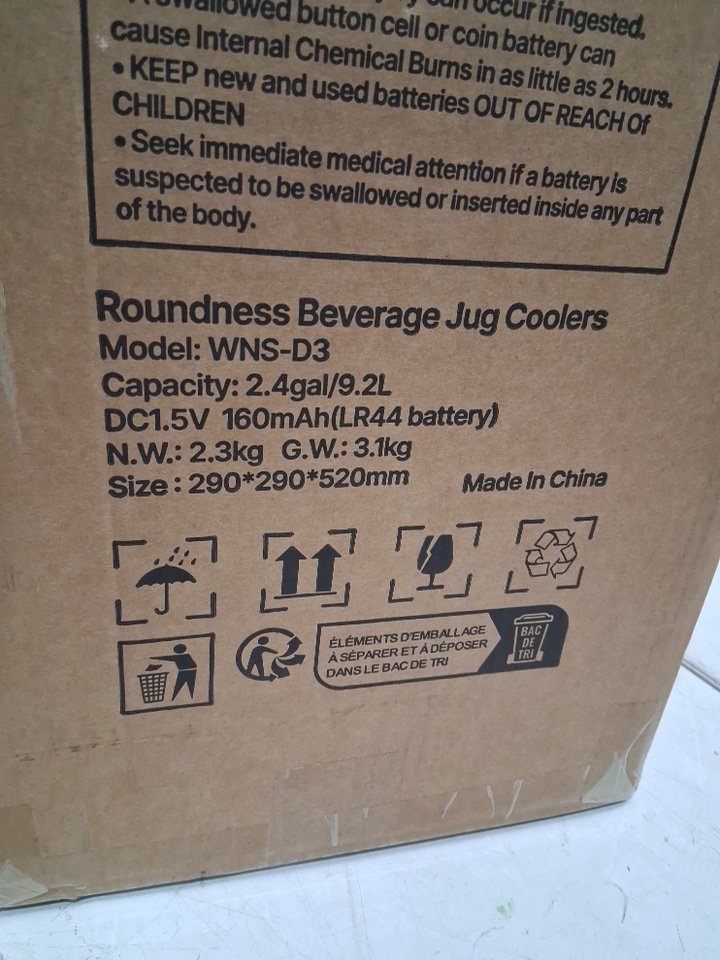 swallowed button cell or coin battery can
cause Internal Chemical Burns in as little as 2 hours.
• KEEP new and used batteries OUT OF REACH Of
CHILDREN
• Seek immediate medical attention if a battery is
suspected to be swallowed or inserted inside any part
of the body.
Roundness Beverage Jug Coolers
Model: WNS-D3
Capacity: 2.4gal/9.2L
DC1.5V 160mAh(LR44 battery)
N.W.: 2.3kg G.W.: 3.1kg
Size : 290*290*520mm Made In China
ÉLÉMENTS D'EMBALLAGE
À SÉPARER ET À DÉPOSER
DANS LE BAC DE TRI
BAC
DE
TRI